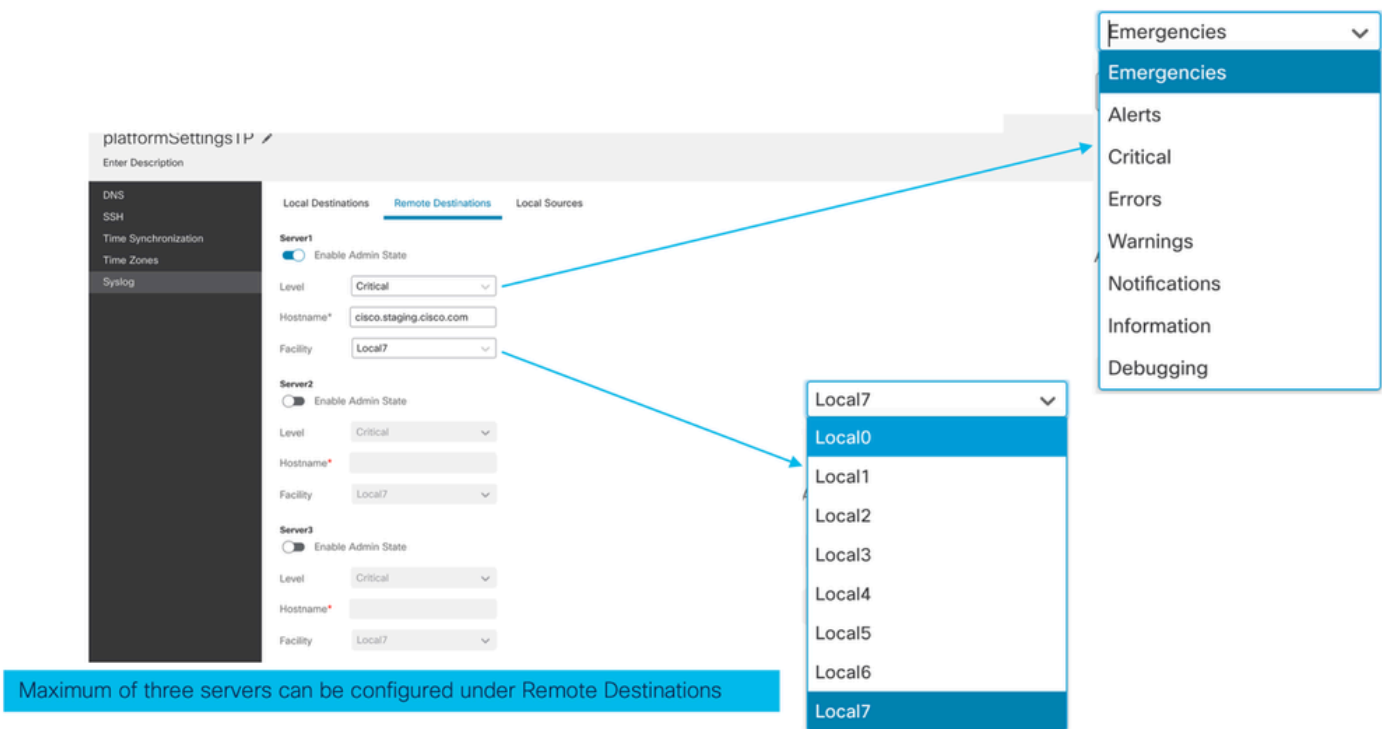 platformSettingsTP
Enter Description
DNS
SSH
Time Synchronization
Time Zones
Syslog
Local Destinations
Remote Destinations
Local Sources
Server1
Enable Admin State
Level
Critical
Hostname*
cisco.staging.cisco.com
Facility
Local7
Server2
Enable Admin State
Level
Critical
Hostname*
Facility
Local7
Server3
Enable Admin State
Level
Critical
Hostname*
Facility
Local7
Emergencies
Emergencies
Alerts
Critical
Errors
Warnings
Notifications
Information
Debugging
Local7
Local0
Local1
Local2
Local3
Local4
Local5
Local6
Local7
Maximum of three servers can be configured under Remote Destinations